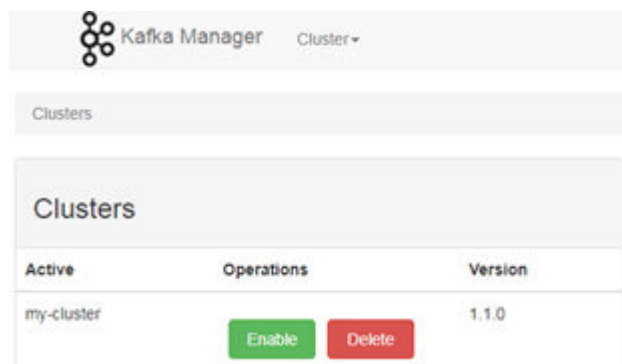 Kafka Manager Cluster
Clusters
Clusters
Active Operations Version
my-cluster 1.1.0
Enable Delete